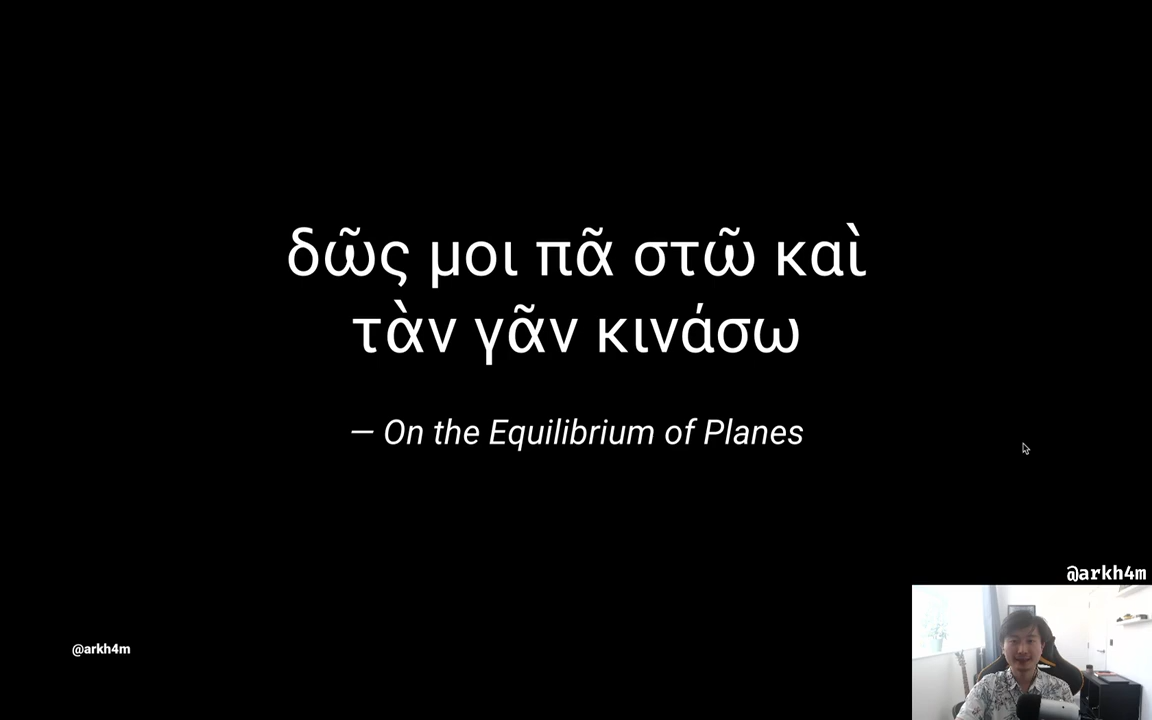 δῶς μοι πᾶ στῶ καὶ
τὰν γᾶν κινάσω
— On the Equilibrium of Planes
@arkh4m
@arkh4m